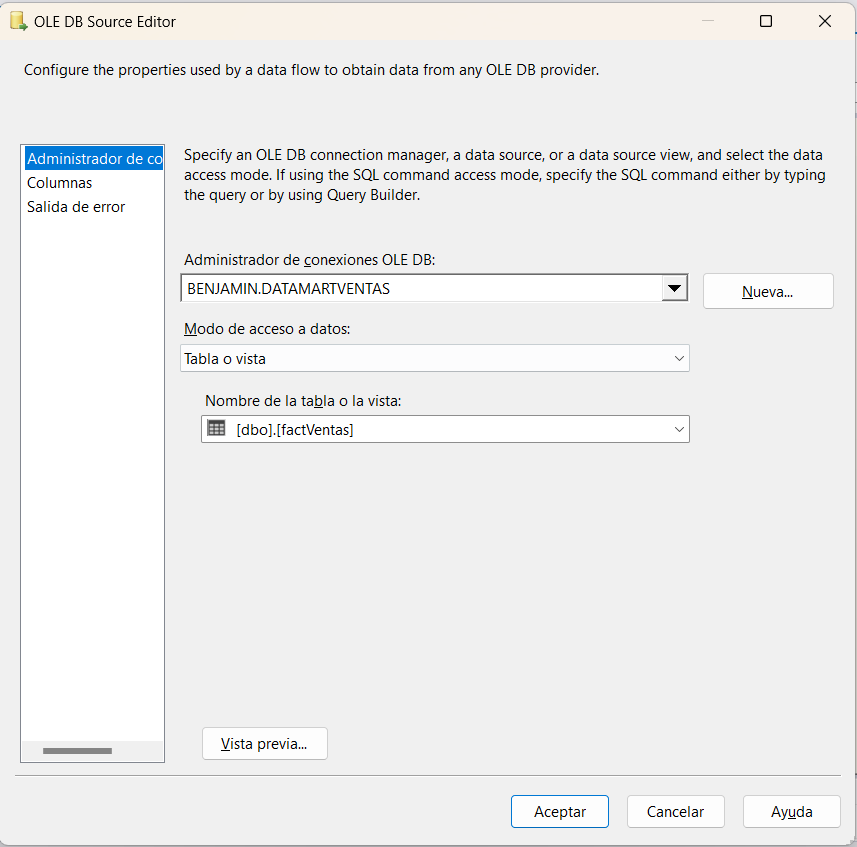 OLE DB Source Editor
Configure the properties used by a data flow to obtain data from any OLE DB provider.
Administrador de co
Columnas
Salida de error
Specify an OLE DB connection manager, a data source, or a data source view, and select the data
access mode. If using the SQL command access mode, specify the SQL command either by typing
the query or by using Query Builder.
Administrador de conexiones OLE DB:
BENJAMIN.DATAMARTVENTAS
Nueva...
Modo de acceso a datos:
Tabla o vista
Nombre de la tabla o la vista:
[dbo].[factVentas]
Vista previa...
Aceptar
Cancelar
Ayuda